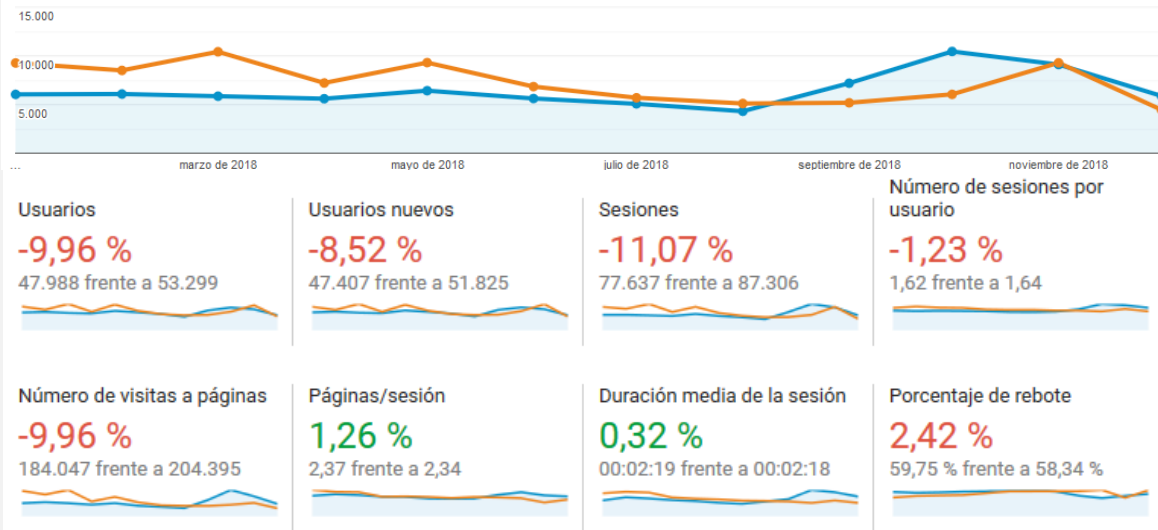 15.000
10.000
5.000
...
marzo de 2018
mayo de 2018
julio de 2018
septiembre de 2018
noviembre de 2018
Usuarios
-9,96 %
47.988 frente a 53.299
Usuarios nuevos
-8,52 %
47.407 frente a 51.825
Sesiones
-11,07 %
77.637 frente a 87.306
Número de sesiones por
usuario
-1,23 %
1,62 frente a 1,64
Número de visitas a páginas
-9,96 %
184.047 frente a 204.395
Páginas/sesión
1,26 %
2,37 frente a 2,34
Duración media de la sesión
0,32 %
00:02:19 frente a 00:02:18
Porcentaje de rebote
2,42 %
59,75 % frente a 58,34 %